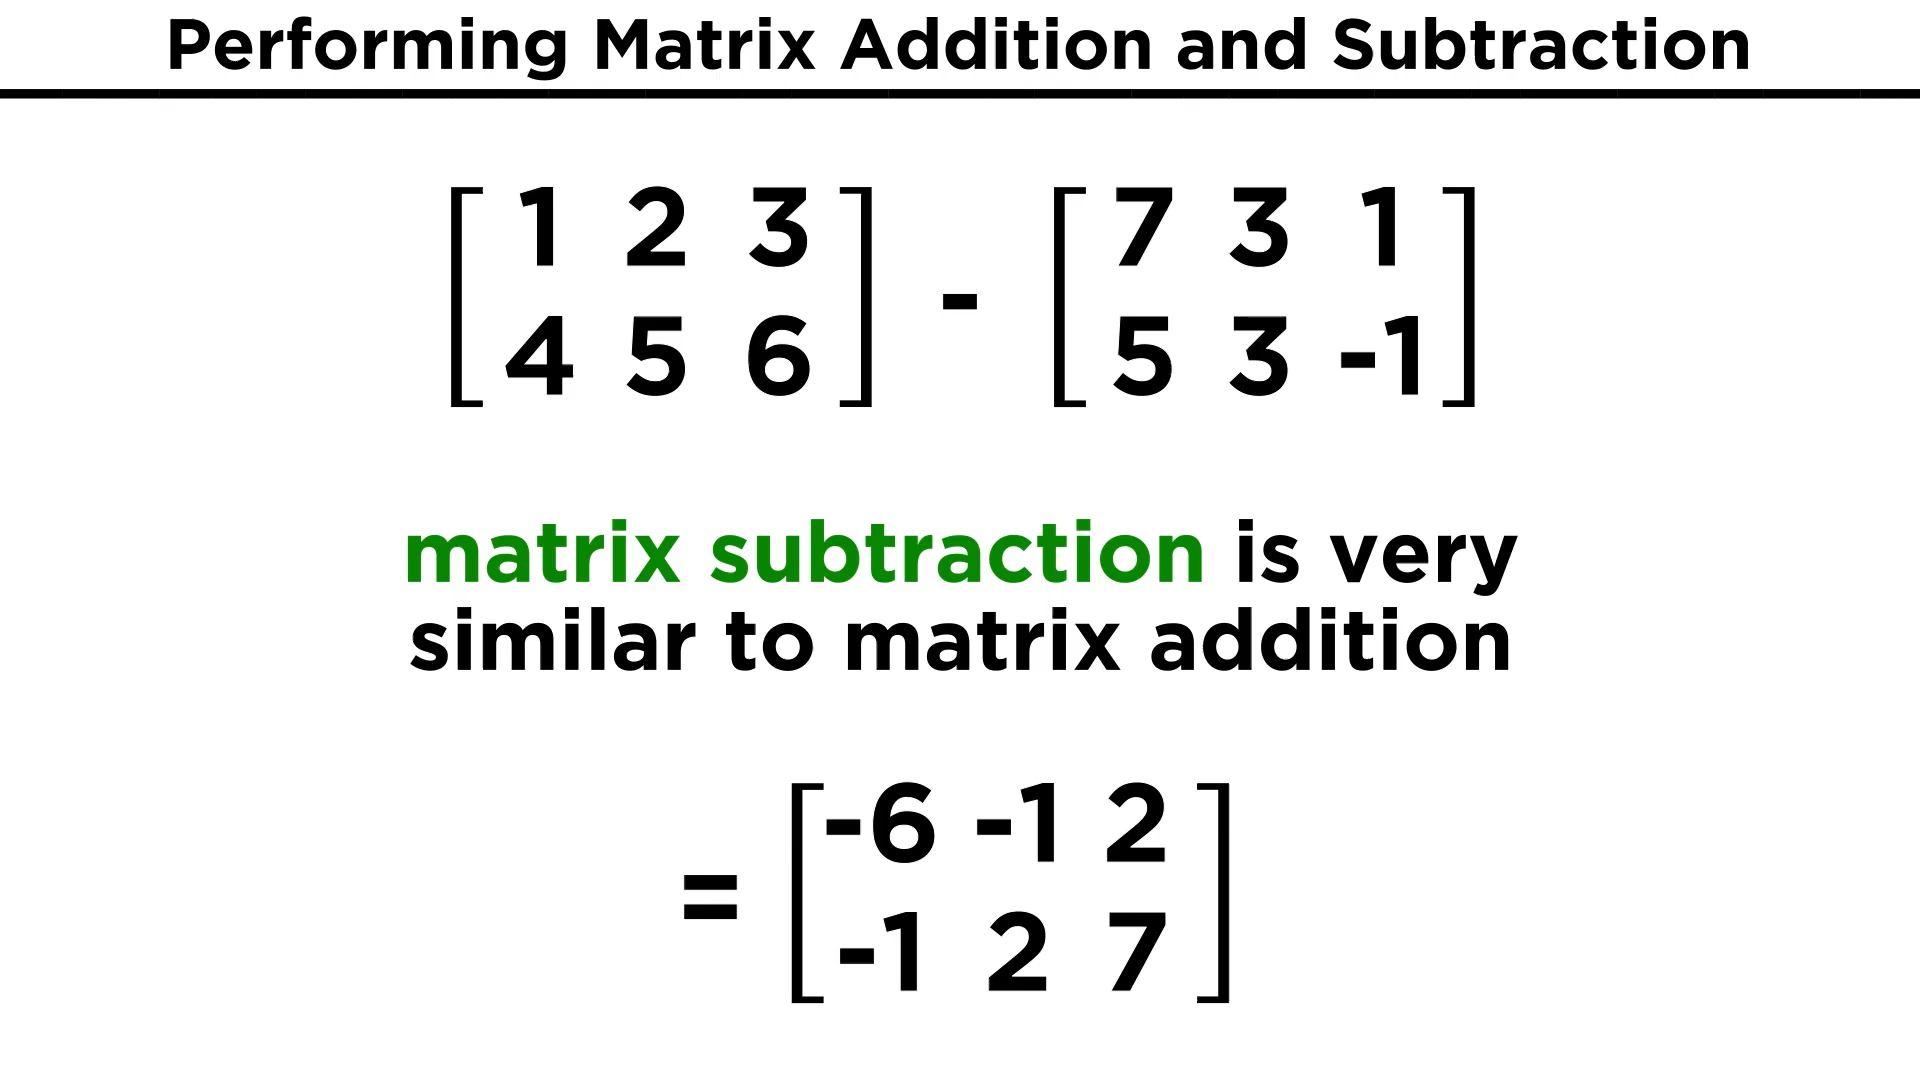 Performing Matrix Addition and Subtraction
[1 2 3] - [7 3 1]
[4 5 6] [5 3 -1]
matrix subtraction is very
similar to matrix addition
= [-6 -1 2]
[-1 2 7]